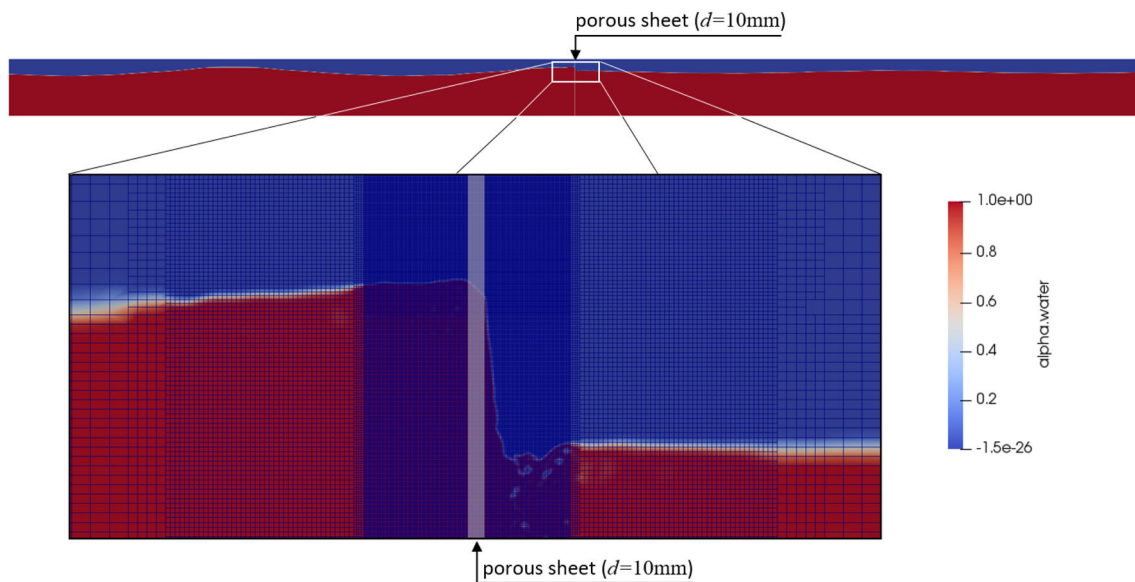 porous sheet (d=10mm)
1.0e+00
0.8
0.6
0.4
0.2
-1.5e-26
alpha.water
porous sheet (d=10mm)